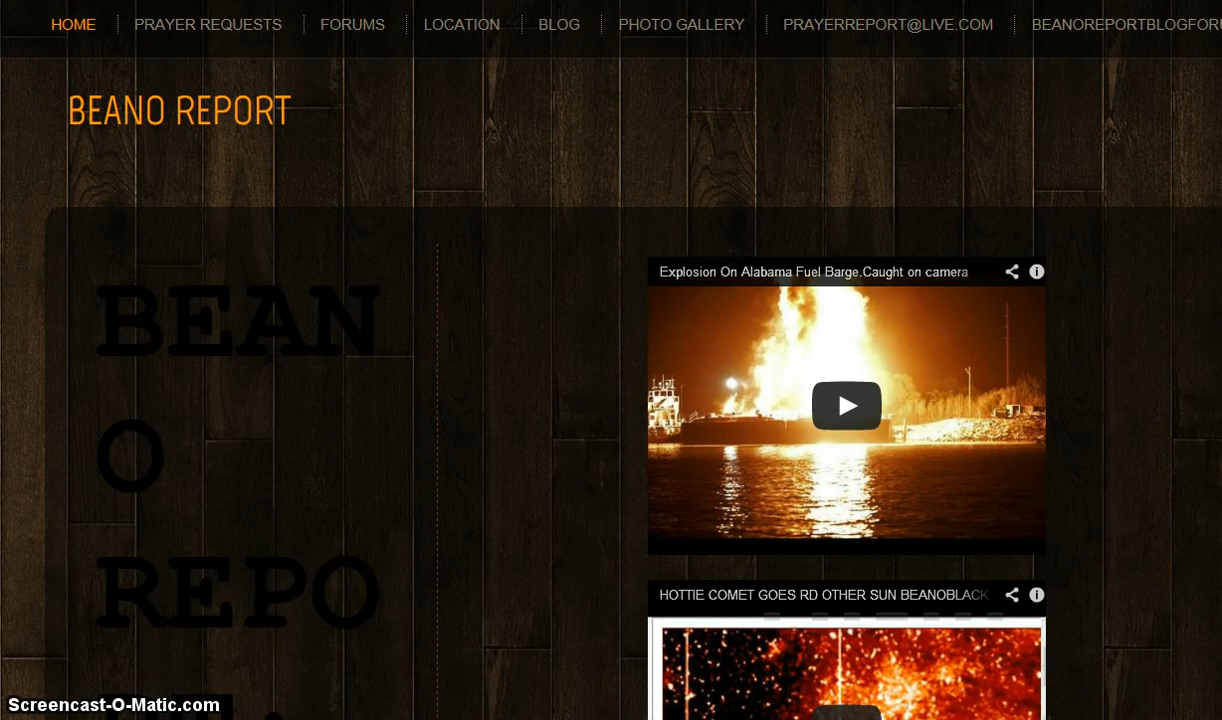 HOME PRAYER REQUESTS FORUMS LOCATION BLOG PHOTO GALLERY PRAYERREPORT@LIVE.COM BEANOREPORTBLOGFORU
BEANO REPORT
BEAN
O
REPO
Explosion On Alabama Fuel Barge.Caught on camera
HOTTIE COMET GOES RD OTHER SUN BEANOBLACK
Screencast-O-Matic.com